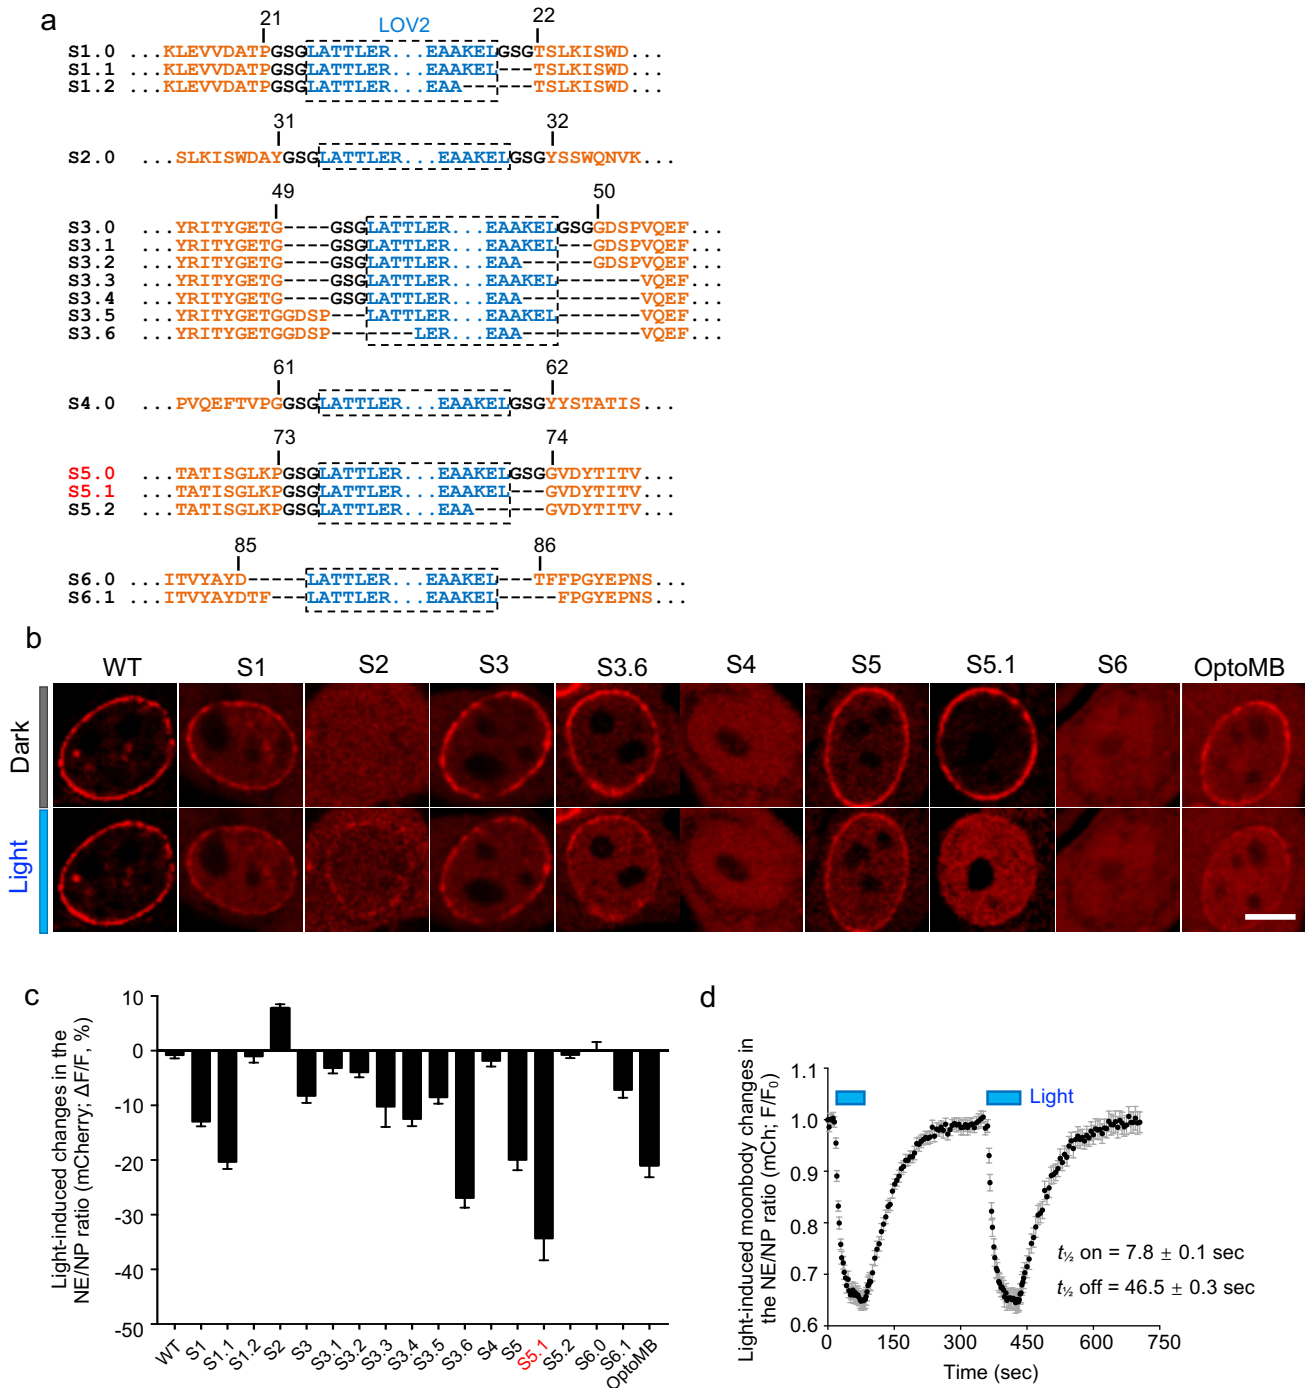 a
21 LOV2 22
S1.0 ...KLEVVDATPGSGLATTLER...EAAKELGSGTSLKISWD...
S1.1 ...KLEVVDATPGSGLATTLER...EAAKEL---TSLKISWD...
S1.2 ...KLEVVDATPGSGLATTLER...EAA------TSLKISWD...
31 32
S2.0 ...SLKISWDAYGSGLATTLER...EAAKELGSGYSSWQNVK...
49 50
S3.0 ...YRITYGETG----GSGLATTLER...EAAKELGSGGDSPVQEF...
S3.1 ...YRITYGETG----GSGLATTLER...EAAKEL---GDSPVQEF...
S3.2 ...YRITYGETG----GSGLATTLER...EAA------GDSPVQEF...
S3.3 ...YRITYGETG----GSGLATTLER...EAAKEL-------VQEF...
S3.4 ...YRITYGETG----GSGLATTLER...EAA----------VQEF...
S3.5 ...YRITYGETGGDSP---LATTLER...EAAKEL-------VQEF...
S3.6 ...YRITYGETGGDSP-------LER...EAA----------VQEF...
61 62
S4.0 ...PVQEFTVPGGSGLATTLER...EAAKELGSGYYSTATIS...
73 74
S5.0 ...TATISGLKPGSGLATTLER...EAAKELGSGGVDYTITV...
S5.1 ...TATISGLKPGSGLATTLER...EAAKEL---GVDYTITV...
S5.2 ...TATISGLKPGSGLATTLER...EAA------GVDYTITV...
85 86
S6.0 ...ITVYAYD-----LATTLER...EAAKEL---TFFPGYEPNS...
S6.1 ...ITVYAYDTF---LATTLER...EAAKEL-----FPGYEPNS...
b
WT S1 S2 S3 S3.6 S4 S5 S5.1 S6 OptoMB
Dark
Light
c
Light-induced changes in the
NE/NP ratio (mCherry; ΔF/F, %)
10
0
-10
-20
-30
-40
-50
WT S1 S1.1 S1.2 S2 S3 S3.1 S3.2 S3.3 S3.4 S3.5 S3.6 S4 S5 S5.1 S5.2 S6.0 S6.1 OptoMB
d
Light-induced moonbody changes in
the NE/NP ratio (mCh; F/F₀)
1.1
1.0
0.9
0.8
0.7
0.6
Light
t½ on = 7.8 ± 0.1 sec
t½ off = 46.5 ± 0.3 sec
0 150 300 450 600 750
Time (sec)